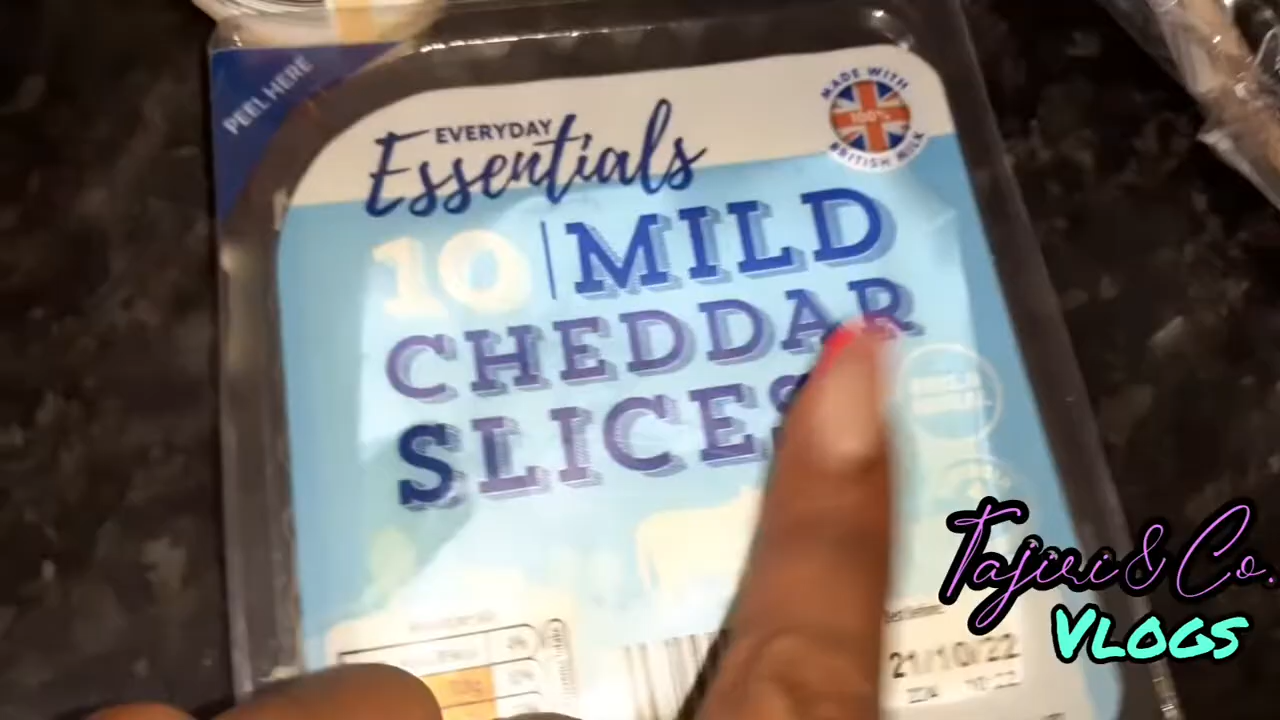 PEEL HERE
EVERYDAY
Essentials
MADE WITH
100%
BRITISH MILK
10 | MILD
CHEDDAR
SLICES
21/10/22
Tajiri & Co.
VLOGS